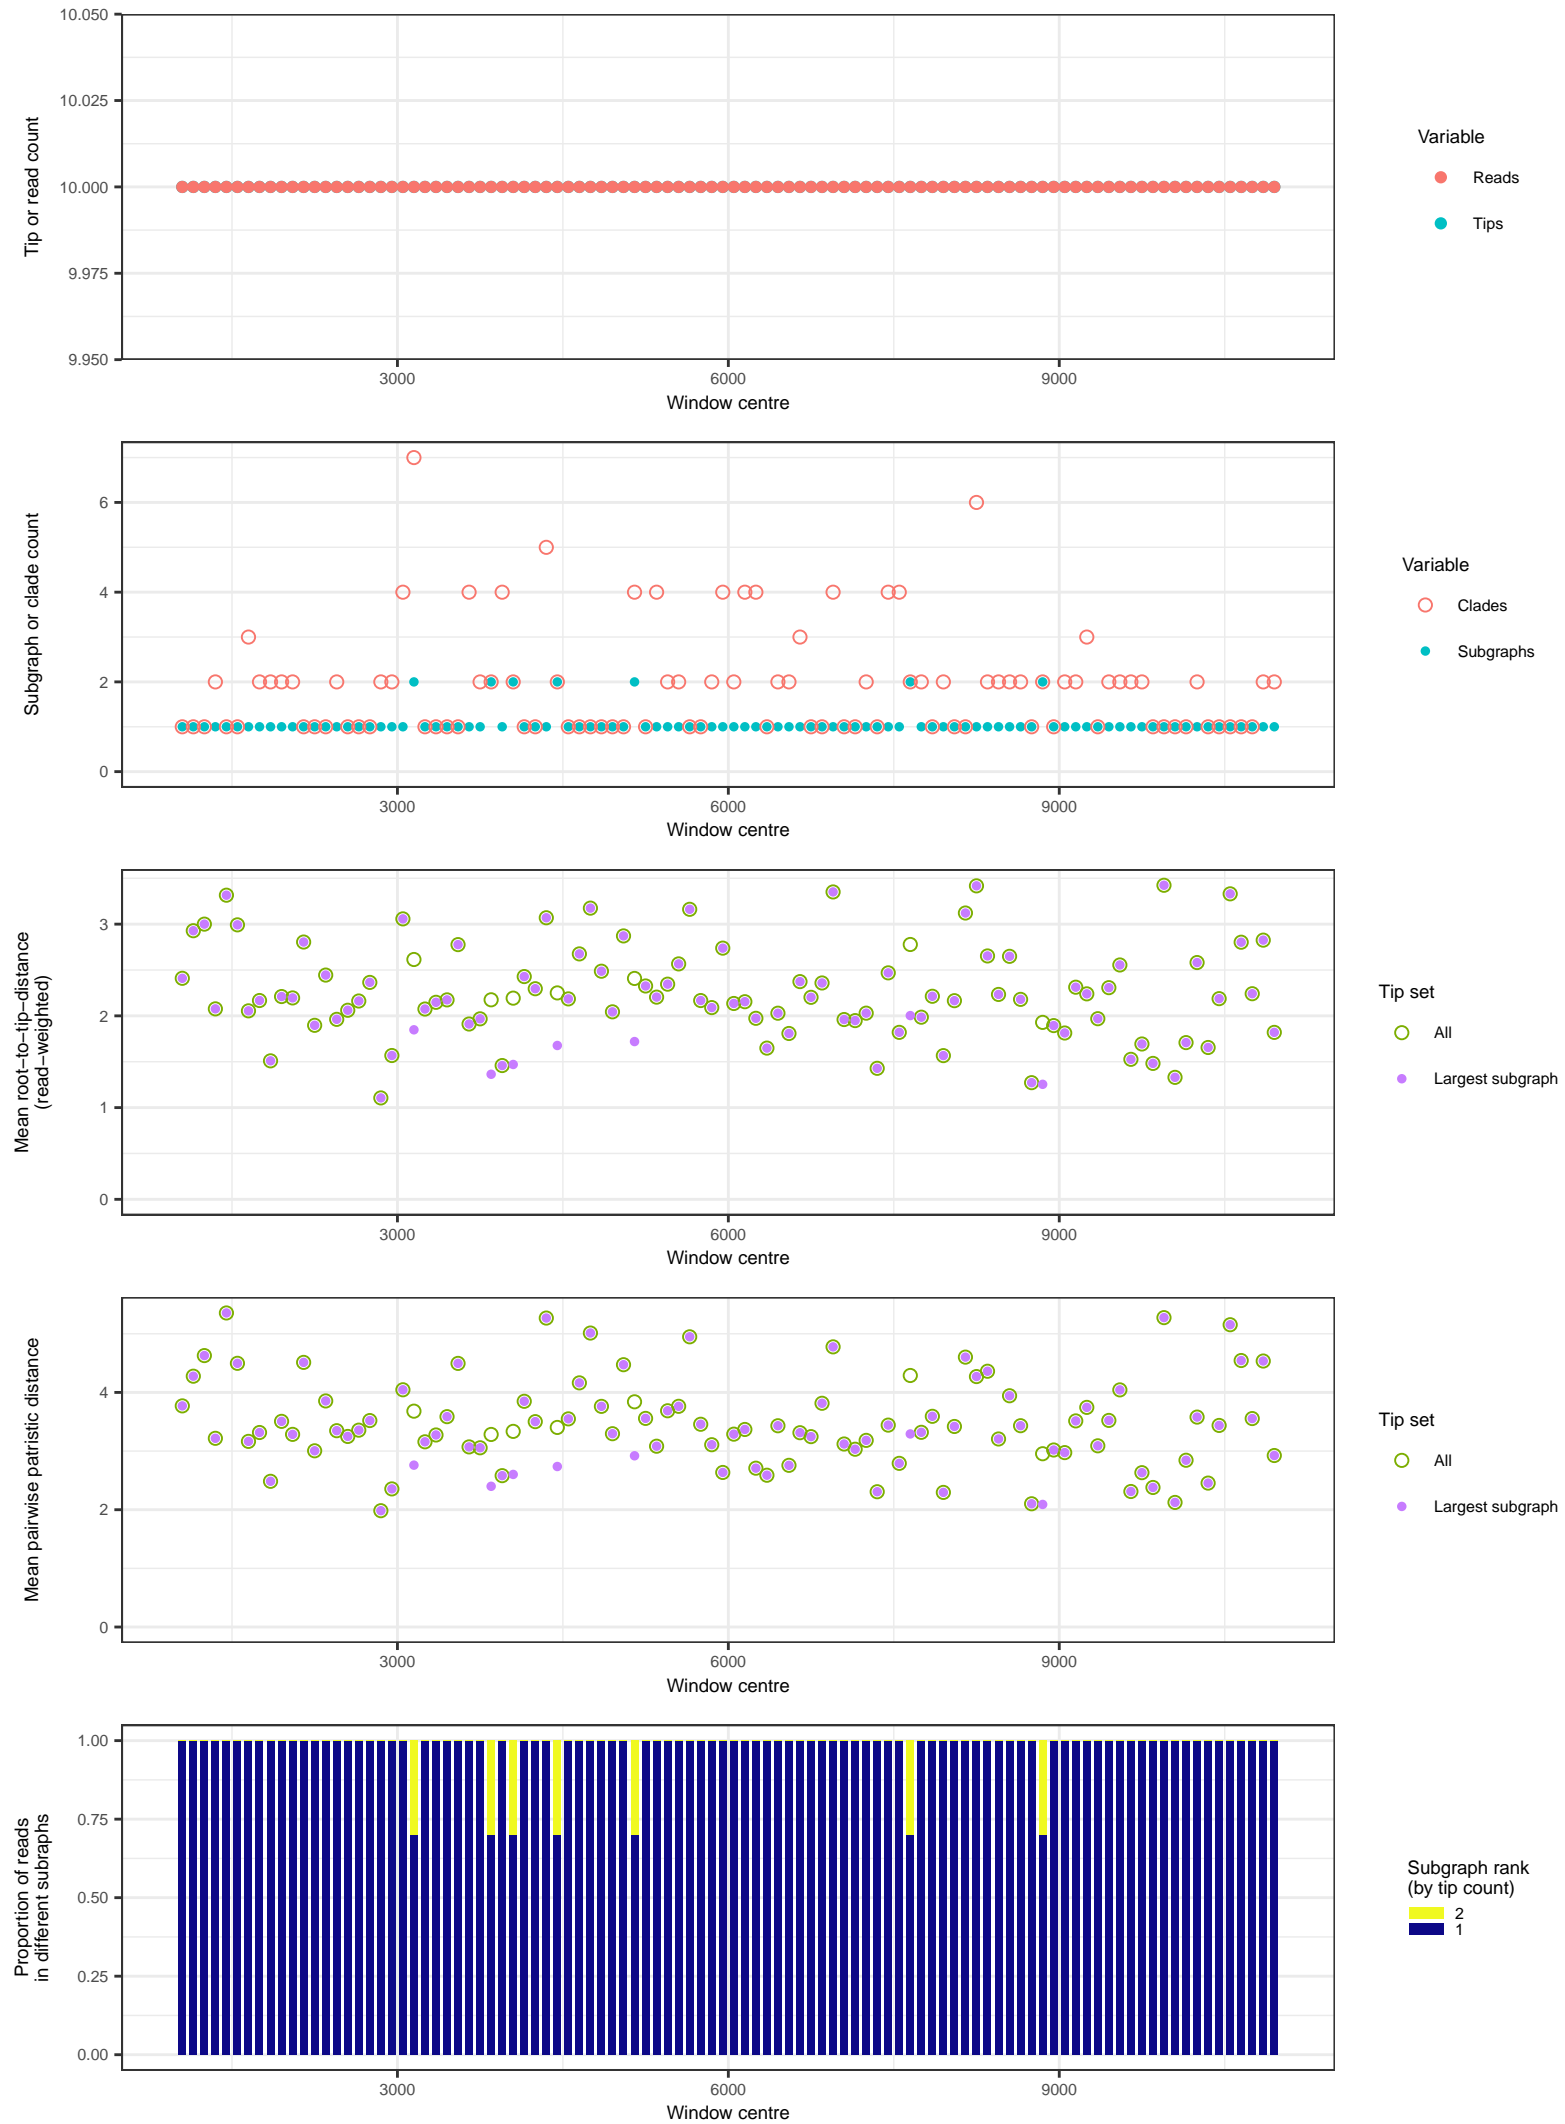 10.050
10.025
10.000
9.975
9.950
Tip or read count
3000 6000 9000
Window centre
Variable
Reads
Tips
6
4
2
0
Subgraph or clade count
3000 6000 9000
Window centre
Variable
Clades
Subgraphs
3
2
1
0
Mean root−to−tip−distance
(read−weighted)
3000 6000 9000
Window centre
Tip set
All
Largest subgraph
4
2
0
Mean pairwise patristic distance
3000 6000 9000
Window centre
Tip set
All
Largest subgraph
1.00
0.75
0.50
0.25
0.00
Proportion of reads
in different subraphs
3000 6000 9000
Window centre
Subgraph rank
(by tip count)
2
1